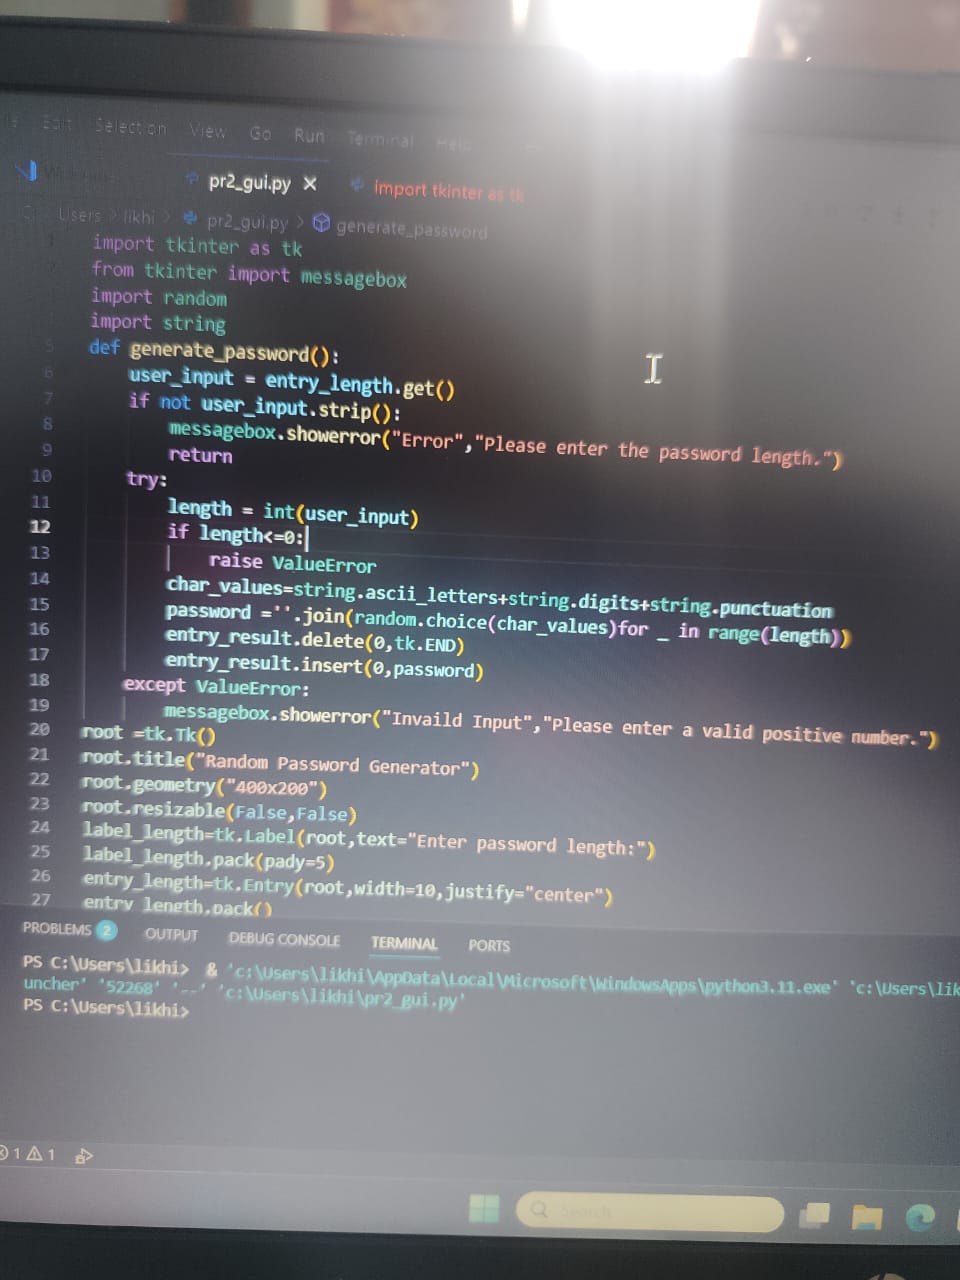 Edit Selection View Go Run Terminal Help
pr2_gui.py × import tkinter as tk
C: > Users > likhi > pr2_gui.py > generate_password
1 import tkinter as tk
from tkinter import messagebox
import random
import string
5 def generate_password():
6 user_input = entry_length.get()
7 if not user_input.strip():
8 messagebox.showerror("Error","Please enter the password length.")
9 return
10 try:
11 length = int(user_input)
12 if length<=0:
13 raise ValueError
14 char_values=string.ascii_letters+string.digits+string.punctuation
15 password =''.join(random.choice(char_values)for _ in range(length))
16 entry_result.delete(0,tk.END)
17 entry_result.insert(0,password)
18 except ValueError:
19 messagebox.showerror("Invaild Input","Please enter a valid positive number.")
20 root =tk.Tk()
21 root.title("Random Password Generator")
22 root.geometry("400x200")
23 root.resizable(False,False)
24 label_length=tk.Label(root,text="Enter password length:")
25 label_length.pack(pady=5)
26 entry_length=tk.Entry(root,width=10,justify="center")
27 entry_length.pack()
PROBLEMS 2 OUTPUT DEBUG CONSOLE TERMINAL PORTS
PS C:\Users\likhi> & 'c:\Users\likhi\AppData\Local\Microsoft\WindowsApps\python3.11.exe' 'c:\Users\lik
uncher' '52268' '--' 'c:\Users\likhi\pr2_gui.py'
PS C:\Users\likhi>
1 1
Search